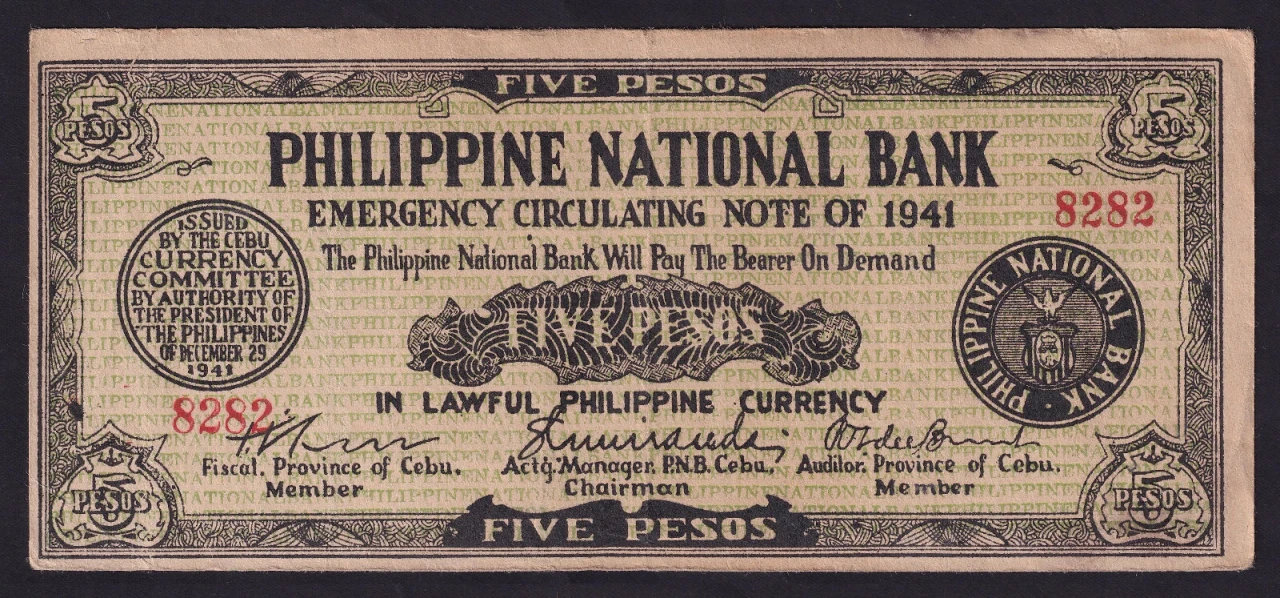 FIVE PESOS
5
PESOS
5
PESOS
PHILIPPINE NATIONAL BANK
EMERGENCY CIRCULATING NOTE OF 1941
8282
The Philippine National Bank Will Pay The Bearer On Demand
ISSUED
BY THE CEBU
CURRENCY
COMMITTEE
BY AUTHORITY OF
THE PRESIDENT OF
THE PHILIPPINES
OF DECEMBER 29
1941
FIVE PESOS
PHILIPPINE NATIONAL BANK
IN LAWFUL PHILIPPINE CURRENCY
8282
Fiscal, Province of Cebu.
Member
Actg. Manager. P.N.B. Cebu.
Chairman
Auditor. Province of Cebu.
Member
5
PESOS
5
PESOS
FIVE PESOS